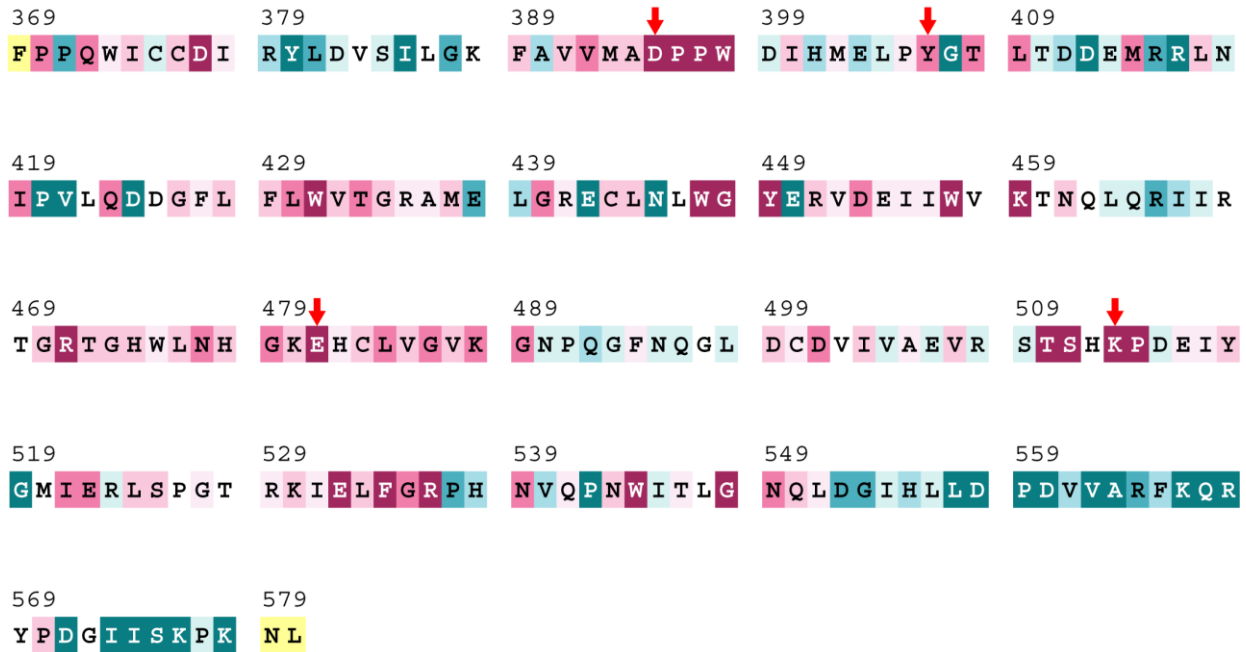 369 379 389 399 409
FPPQWICCDI RYLDVSILGK FAVVMADPPW DIHMELPYGT LTDDEMRRLN
419 429 439 449 459
IPVLQDDGFL FLWVTGRAME LGRECLNLWG YERVDEIIWV KTNQLQRIIR
469 479 489 499 509
TGRTGHWLNH GKEHCLVGVK GNPQGFNQGL DCDVIVAEVR STSHKPDEIY
519 529 539 549 559
GMIERLSPGT RKIELFGRPH NVQPNWITLG NQLDGIHLLD PDVVARFKQR
569 579
YPDGIISKPK NL